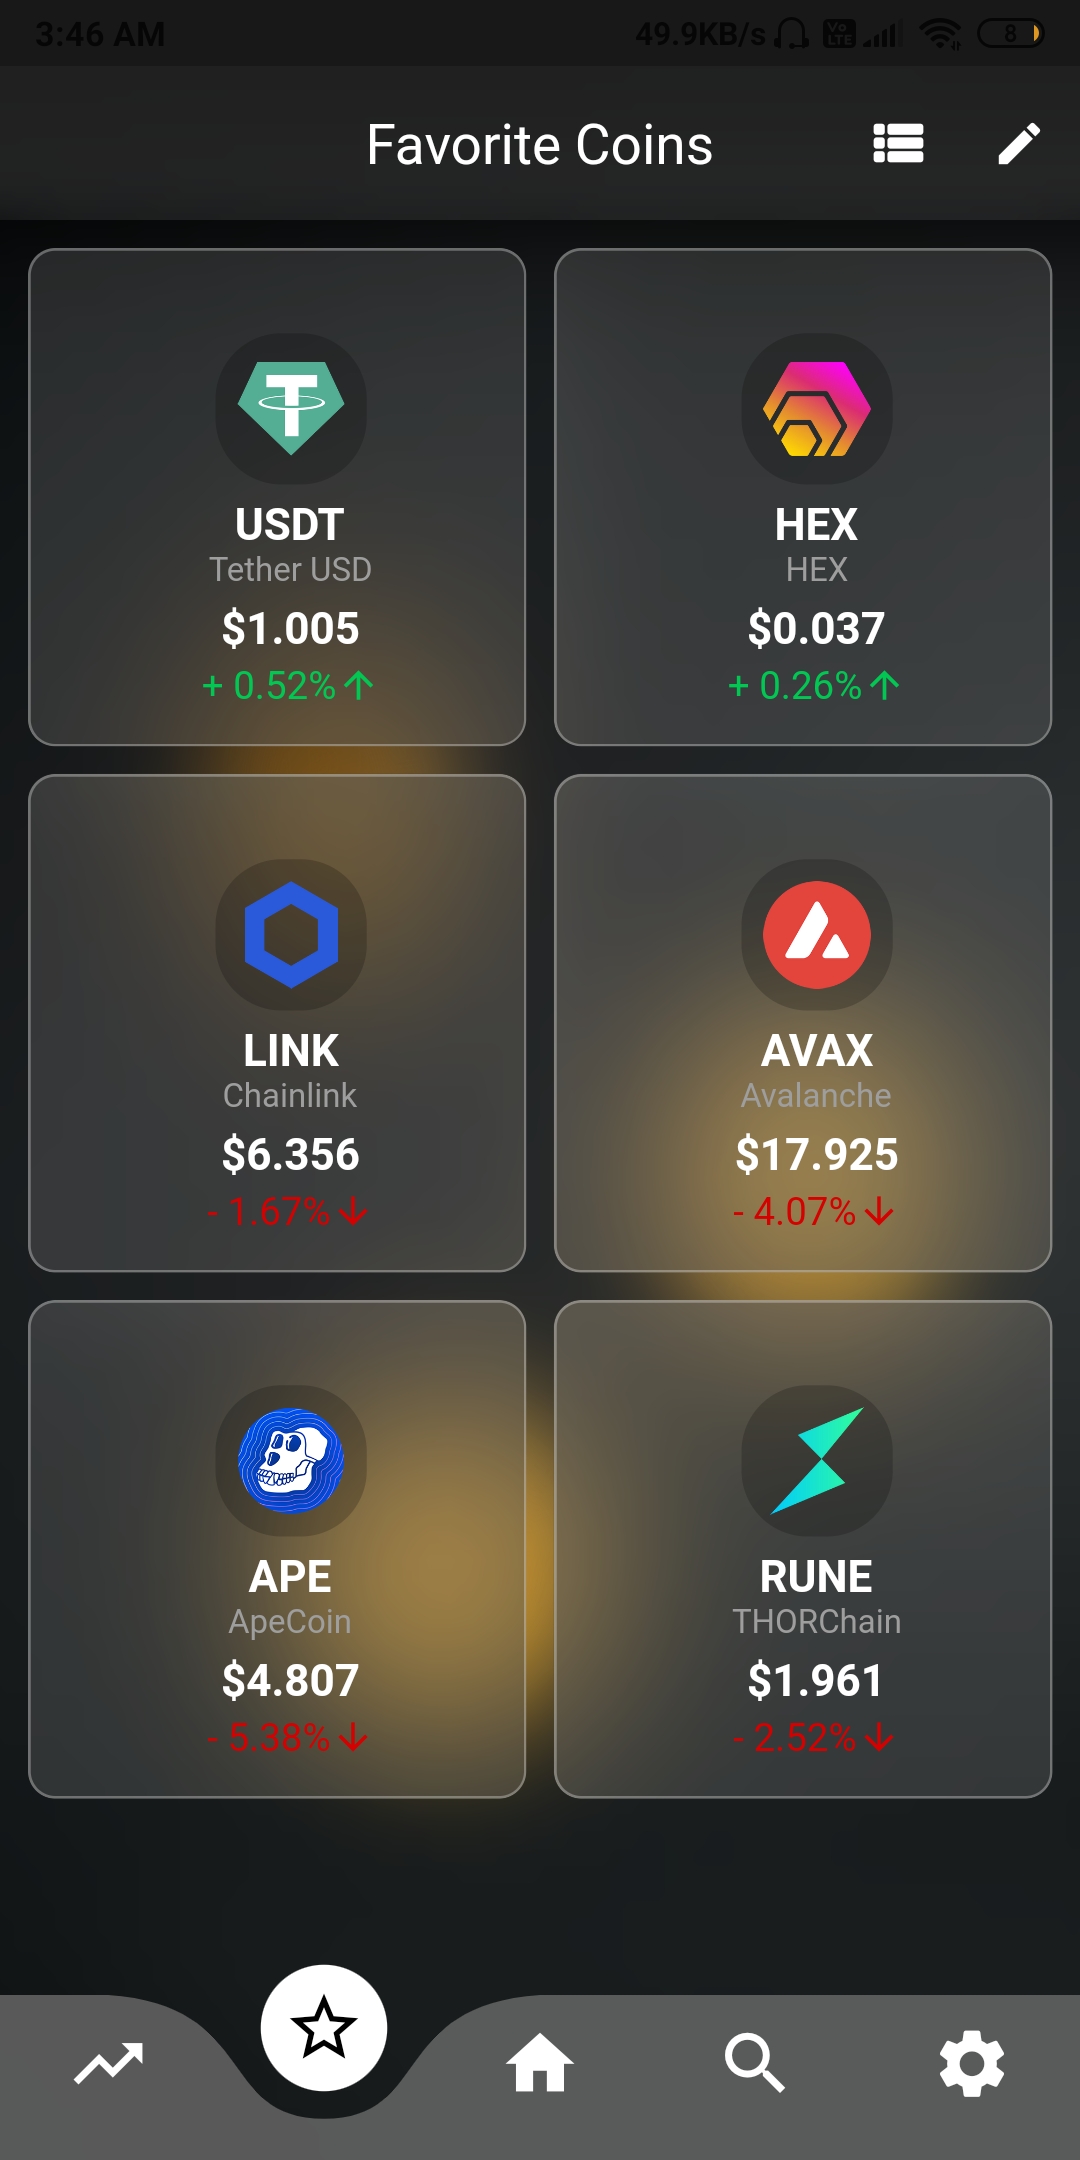 3:46 AM
49.9KB/s
Vo
LTE
8
Favorite Coins
USDT
Tether USD
$1.005
+ 0.52%
HEX
HEX
$0.037
+ 0.26%
LINK
Chainlink
$6.356
- 1.67%
AVAX
Avalanche
$17.925
- 4.07%
APE
ApeCoin
$4.807
- 5.38%
RUNE
THORChain
$1.961
- 2.52%